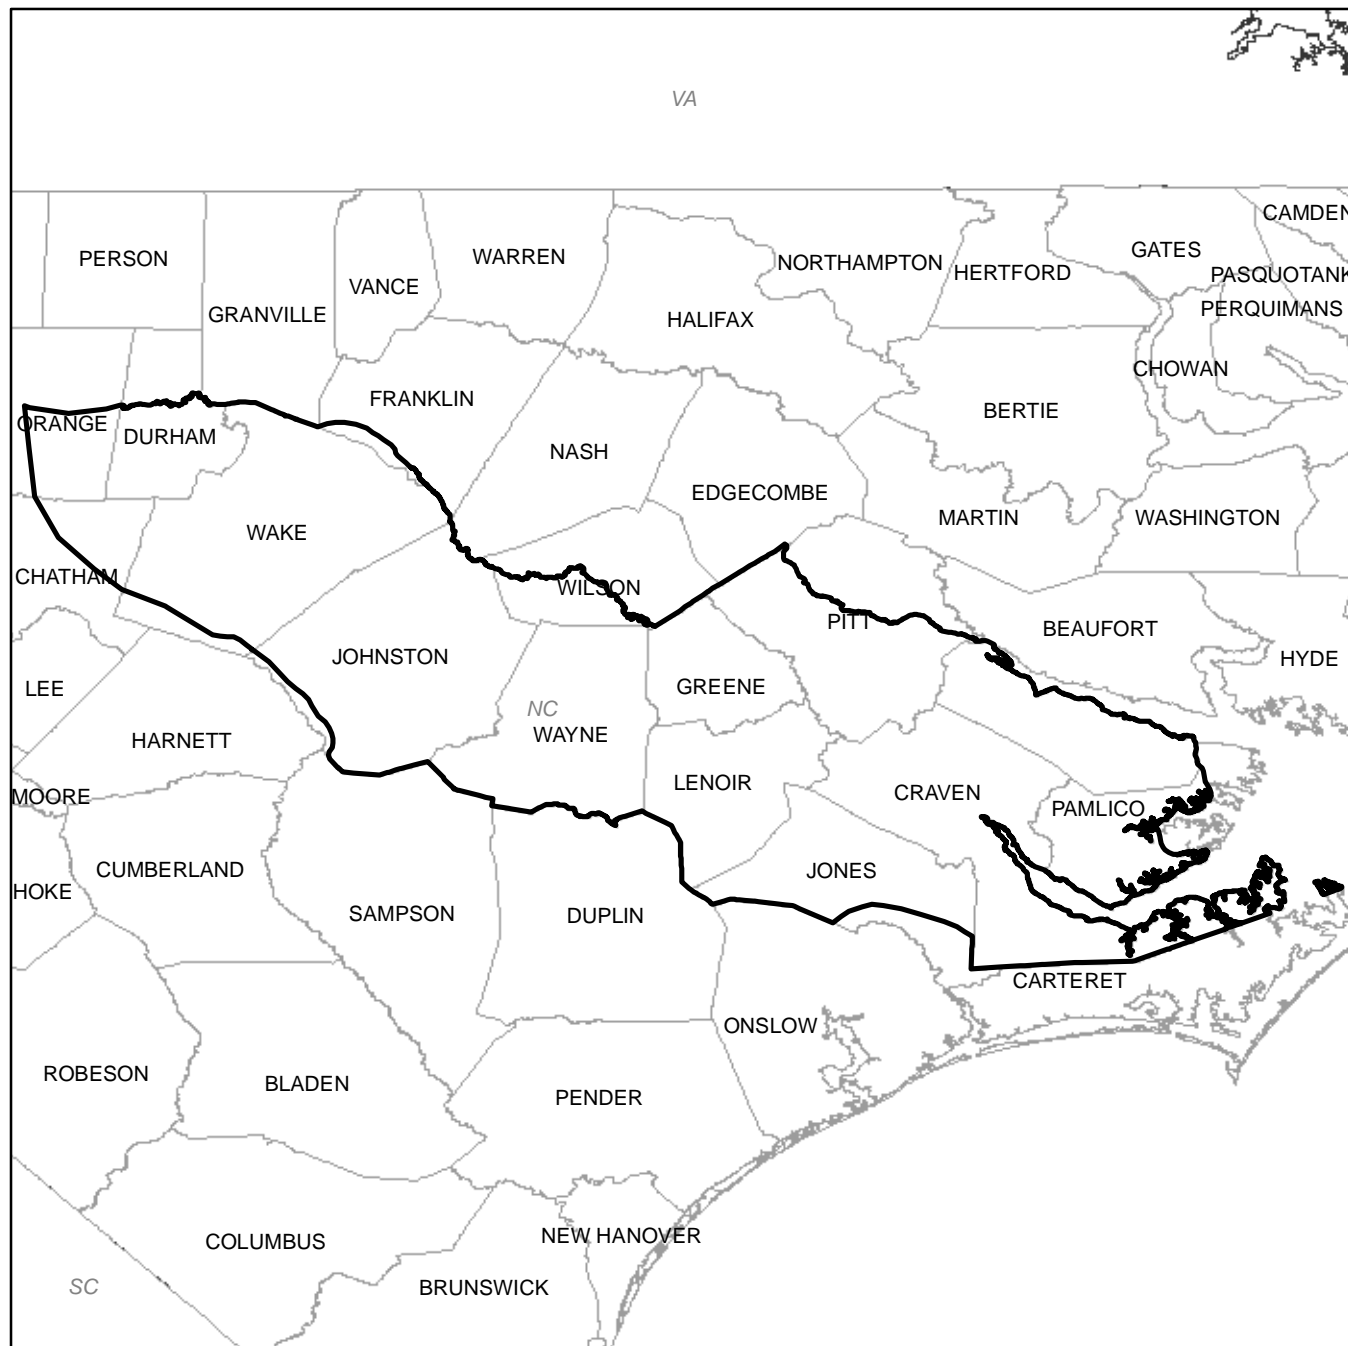 VA
CAMDEN
PERSON
WARREN
NORTHAMPTON
HERTFORD
GATES
PASQUOTANK
VANCE
GRANVILLE
HALIFAX
PERQUIMANS
CHOWAN
FRANKLIN
BERTIE
ORANGE
DURHAM
NASH
EDGECOMBE
MARTIN
WASHINGTON
WAKE
CHATHAM
WILSON
PITT
BEAUFORT
HYDE
JOHNSTON
LEE
GREENE
NC
WAYNE
HARNETT
LENOIR
CRAVEN
MOORE
PAMLICO
CUMBERLAND
JONES
HOKE
SAMPSON
DUPLIN
CARTERET
ONSLOW
ROBESON
BLADEN
PENDER
COLUMBUS
NEW HANOVER
SC
BRUNSWICK